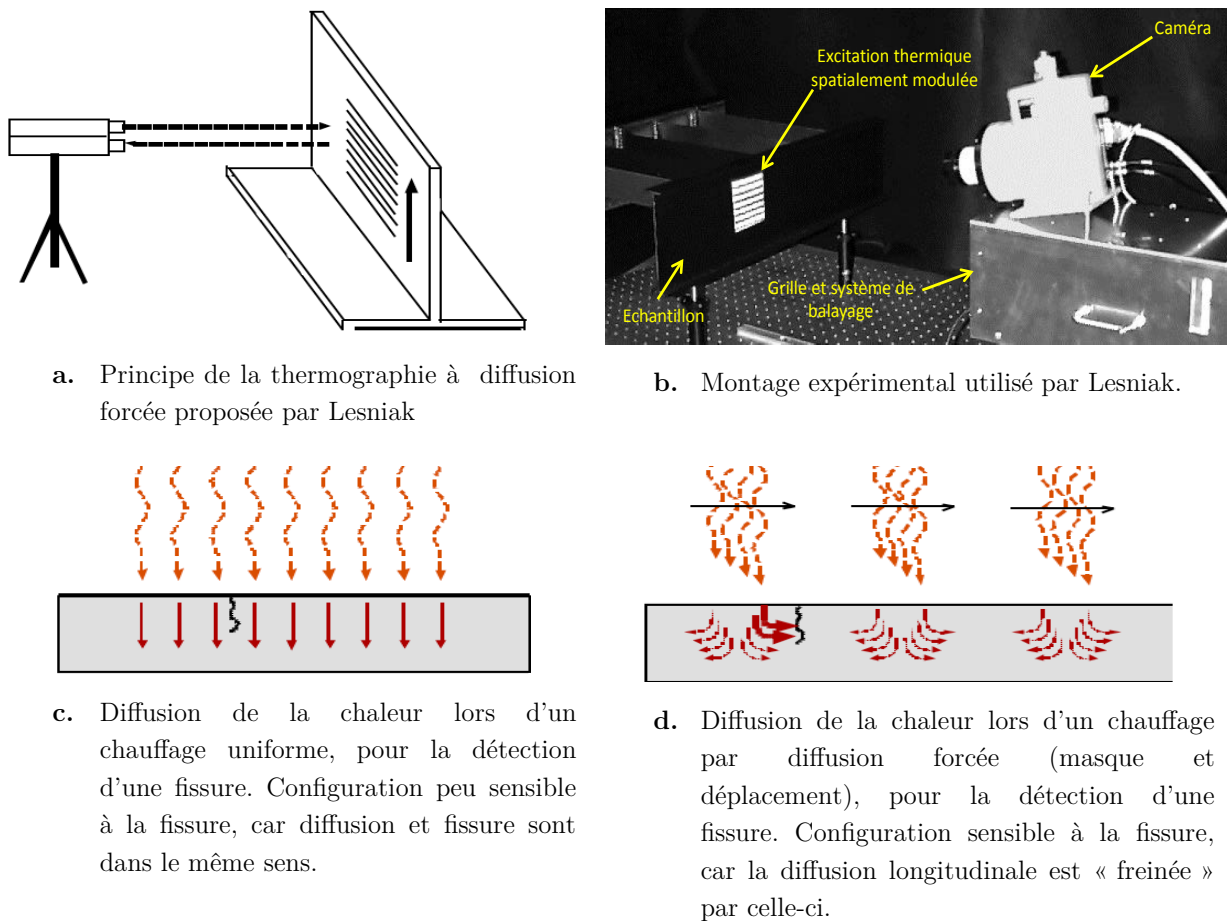 Caméra
Excitation thermique
spatialement modulée
Grille et système de
balayage
Echantillon
a. Principe de la thermographie à diffusion
forcée proposée par Lesniak
b. Montage expérimental utilisé par Lesniak.
c. Diffusion de la chaleur lors d'un
chauffage uniforme, pour la détection
d'une fissure. Configuration peu sensible
à la fissure, car diffusion et fissure sont
dans le même sens.
d. Diffusion de la chaleur lors d'un chauffage
par diffusion forcée (masque et
déplacement), pour la détection d'une
fissure. Configuration sensible à la fissure,
car la diffusion longitudinale est « freinée »
par celle-ci.